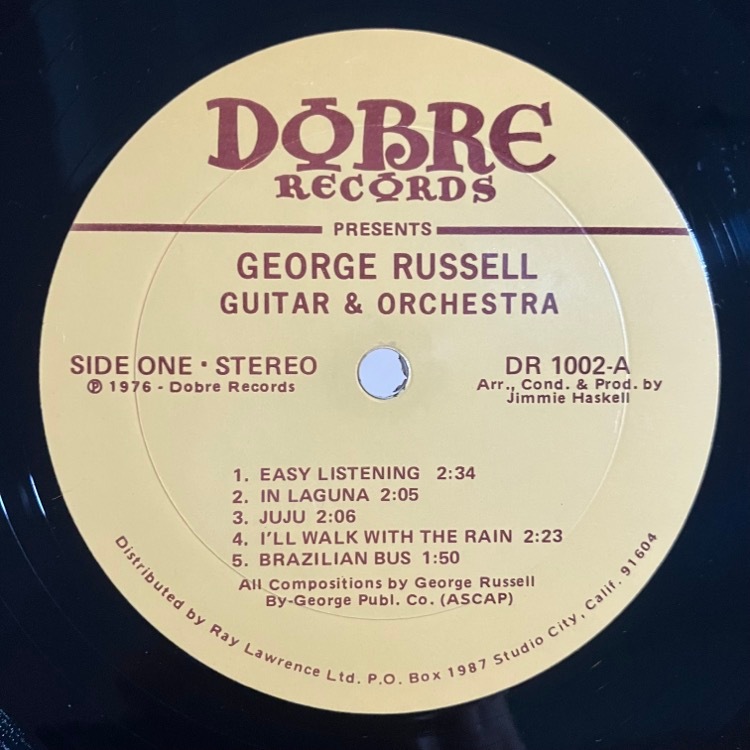 DOBRE
RECORDS
PRESENTS
GEORGE RUSSELL
GUITAR & ORCHESTRA
SIDE ONE • STEREO
℗ 1976 - Dobre Records
DR 1002-A
Arr., Cond. & Prod. by
Jimmie Haskell
1. EASY LISTENING 2:34
2. IN LAGUNA 2:05
3. JUJU 2:06
4. I'LL WALK WITH THE RAIN 2:23
5. BRAZILIAN BUS 1:50
All Compositions by George Russell
By-George Publ. Co. (ASCAP)
Distributed by Ray Lawrence Ltd. P.O. Box 1987 Studio City, Calif. 91604